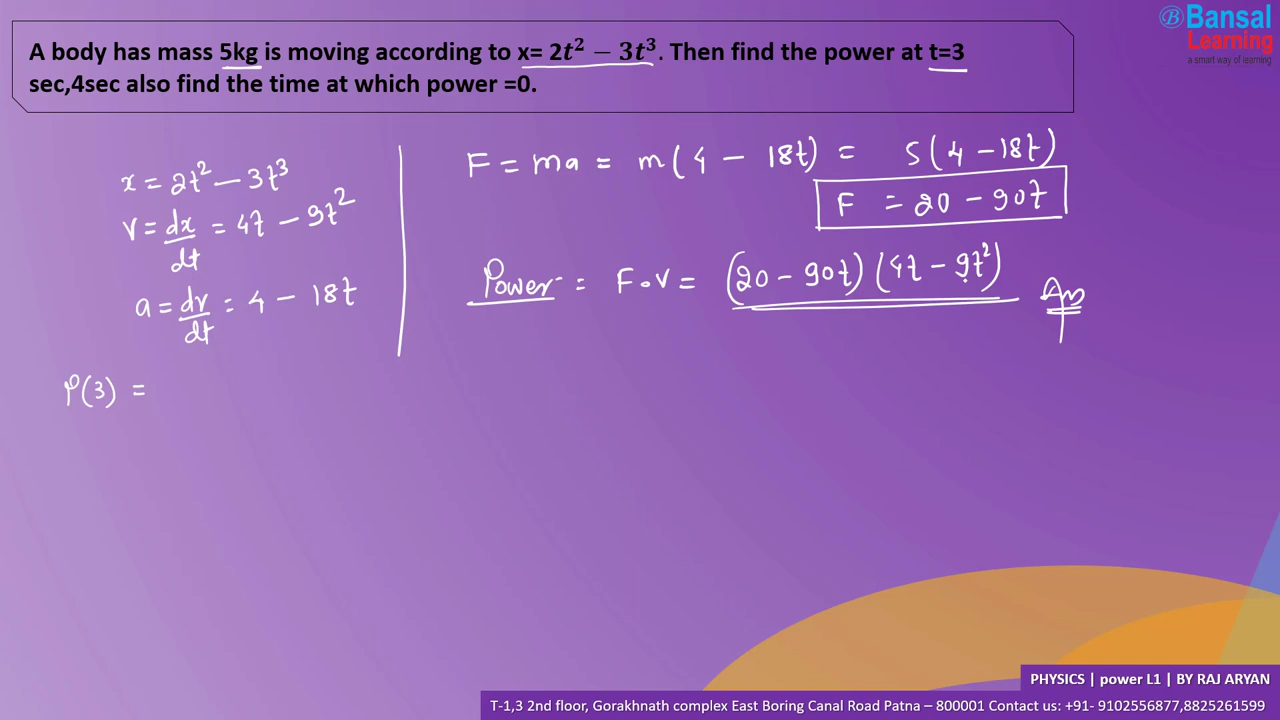 Bansal
Learning
a smart way of learning
A body has mass 5kg is moving according to x= 2t² − 3t³. Then find the power at t=3
sec,4sec also find the time at which power =0.
x = 2t² − 3t³
v = dx/dt = 4t − 9t²
a = dv/dt = 4 − 18t
F = ma = m(4 − 18t) = 5(4 − 18t)
F = 20 − 90t
Power = F.V = (20 − 90t)(4t − 9t²) Ans
P(3) =
PHYSICS | power L1 | BY RAJ ARYAN
T-1,3 2nd floor, Gorakhnath complex East Boring Canal Road Patna – 800001 Contact us: +91- 9102556877,8825261599